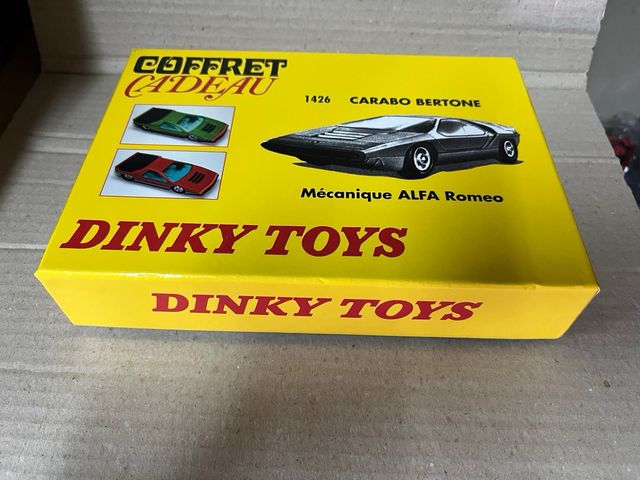 COFFRET
CADEAU
1426 CARABO BERTONE
Mécanique ALFA Romeo
DINKY TOYS
DINKY TOYS